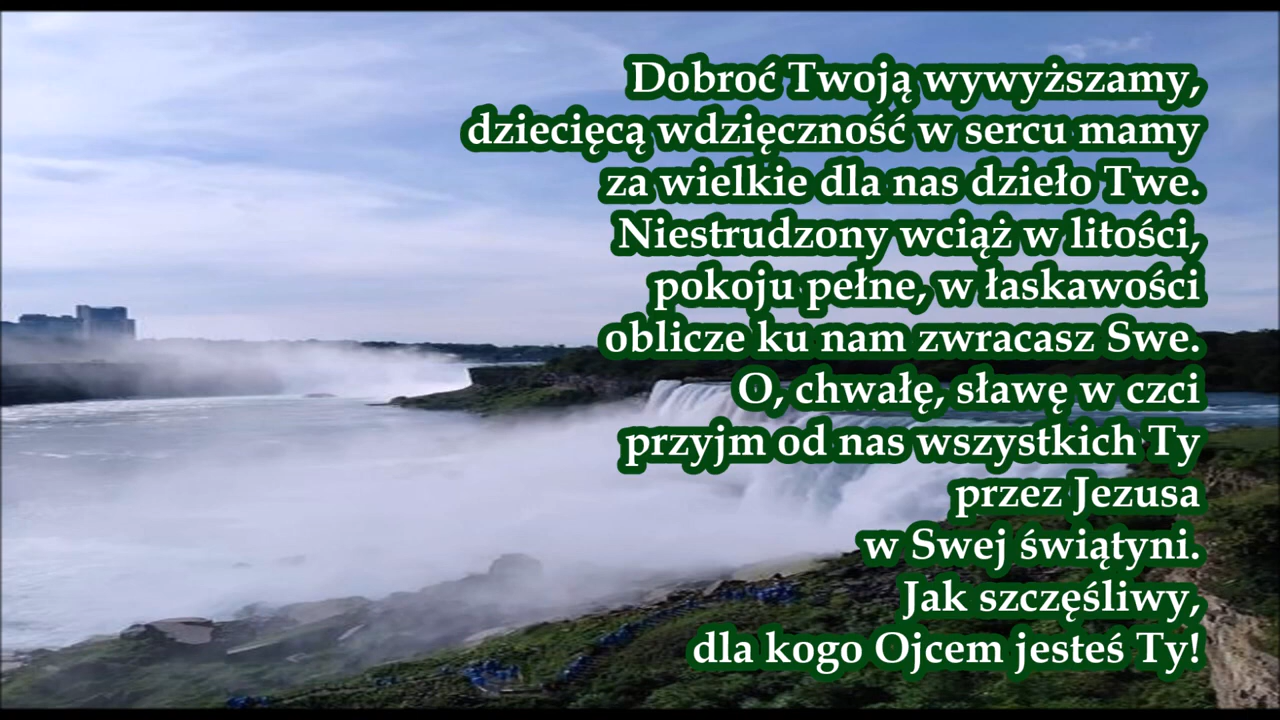 Dobroć Twoją wywyższamy,
dziecięcą wdzięczność w sercu mamy
za wielkie dla nas dzieło Twe.
Niestrudzony wciąż w litości,
pokoju pełne, w łaskawości
oblicze ku nam zwracasz Swe.
O, chwałę, sławę w czci
przyjm od nas wszystkich Ty
przez Jezusa
w Swej świątyni.
Jak szczęśliwy,
dla kogo Ojcem jesteś Ty!